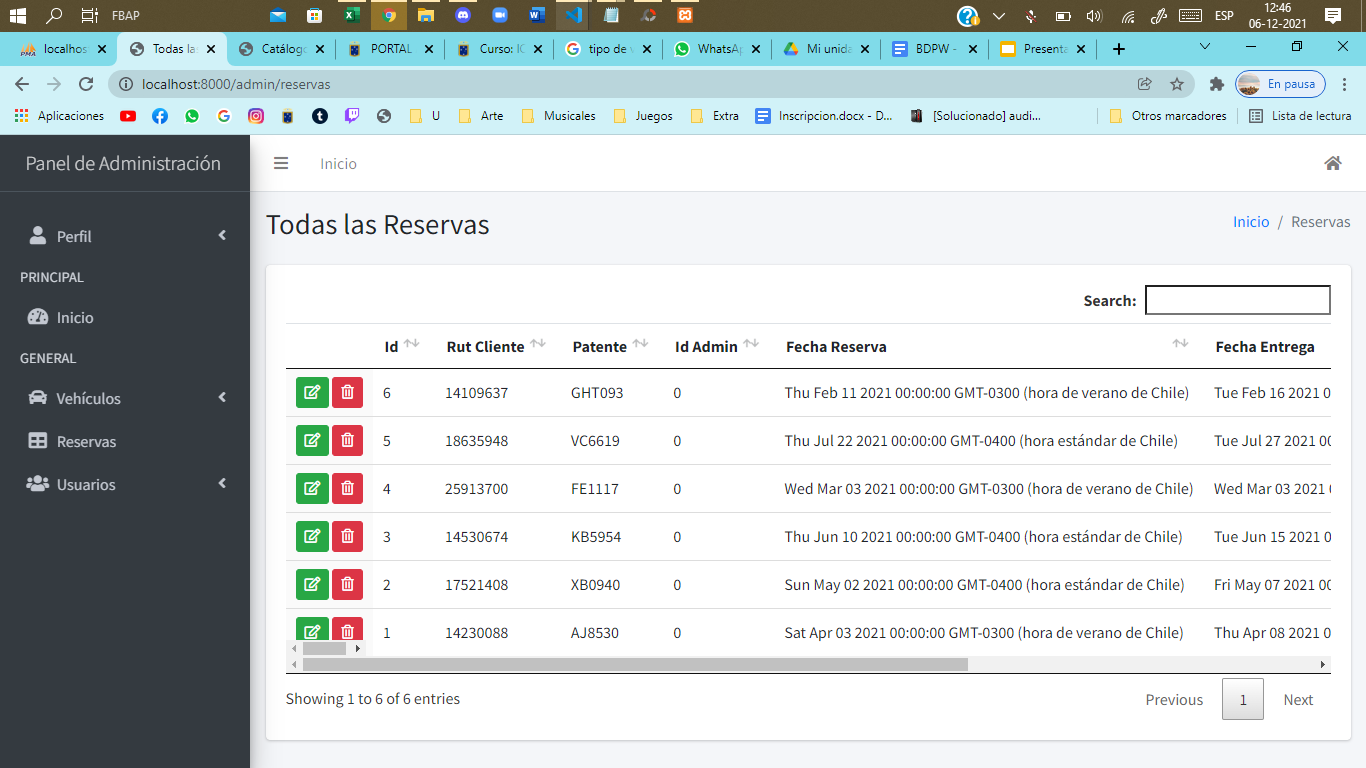 FBAP ESP 12:46
06-12-2021
localhos Todas la Catálogo PORTAL Curso: IC tipo de v WhatsA Mi unida BDPW - Presenta
localhost:8000/admin/reservas En pausa
Aplicaciones U Arte Musicales Juegos Extra Inscripcion.docx - D... [Solucionado] audi... Otros marcadores Lista de lectura
Panel de Administración Inicio
Todas las Reservas Inicio / Reservas
Perfil
PRINCIPAL
Inicio
GENERAL
Vehículos
Reservas
Usuarios
Search:
Id Rut Cliente Patente Id Admin Fecha Reserva Fecha Entrega
6 14109637 GHT093 0 Thu Feb 11 2021 00:00:00 GMT-0300 (hora de verano de Chile) Tue Feb 16 2021 0
5 18635948 VC6619 0 Thu Jul 22 2021 00:00:00 GMT-0400 (hora estándar de Chile) Tue Jul 27 2021 00
4 25913700 FE1117 0 Wed Mar 03 2021 00:00:00 GMT-0300 (hora de verano de Chile) Wed Mar 03 2021
3 14530674 KB5954 0 Thu Jun 10 2021 00:00:00 GMT-0400 (hora estándar de Chile) Tue Jun 15 2021 0
2 17521408 XB0940 0 Sun May 02 2021 00:00:00 GMT-0400 (hora estándar de Chile) Fri May 07 2021 00
1 14230088 AJ8530 0 Sat Apr 03 2021 00:00:00 GMT-0300 (hora de verano de Chile) Thu Apr 08 2021 0
Showing 1 to 6 of 6 entries Previous 1 Next